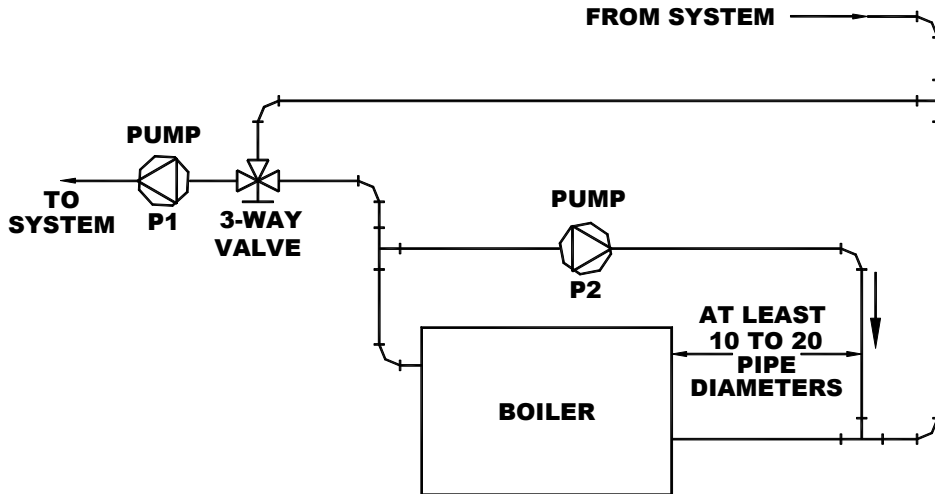 FROM SYSTEM
PUMP
TO
SYSTEM
P1
3-WAY
VALVE
PUMP
P2
AT LEAST
10 TO 20
PIPE
DIAMETERS
BOILER